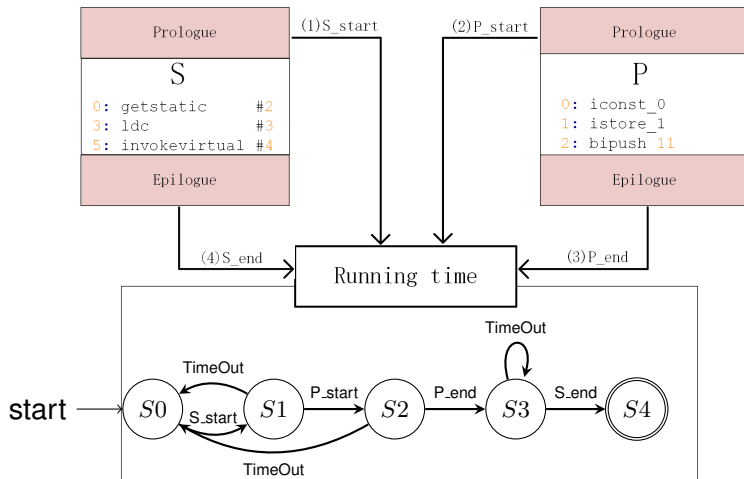 Prologue
(1)S_start
(2)P_start
Prologue
S
0: getstatic #2
3: ldc #3
5: invokevirtual #4
P
0: iconst_0
1: istore_1
2: bipush 11
Epilogue
Epilogue
(4)S_end
(3)P_end
Running time
TimeOut
TimeOut
P_start
P_end
S_end
start
S0
S_start
S1
S2
S3
S4
TimeOut